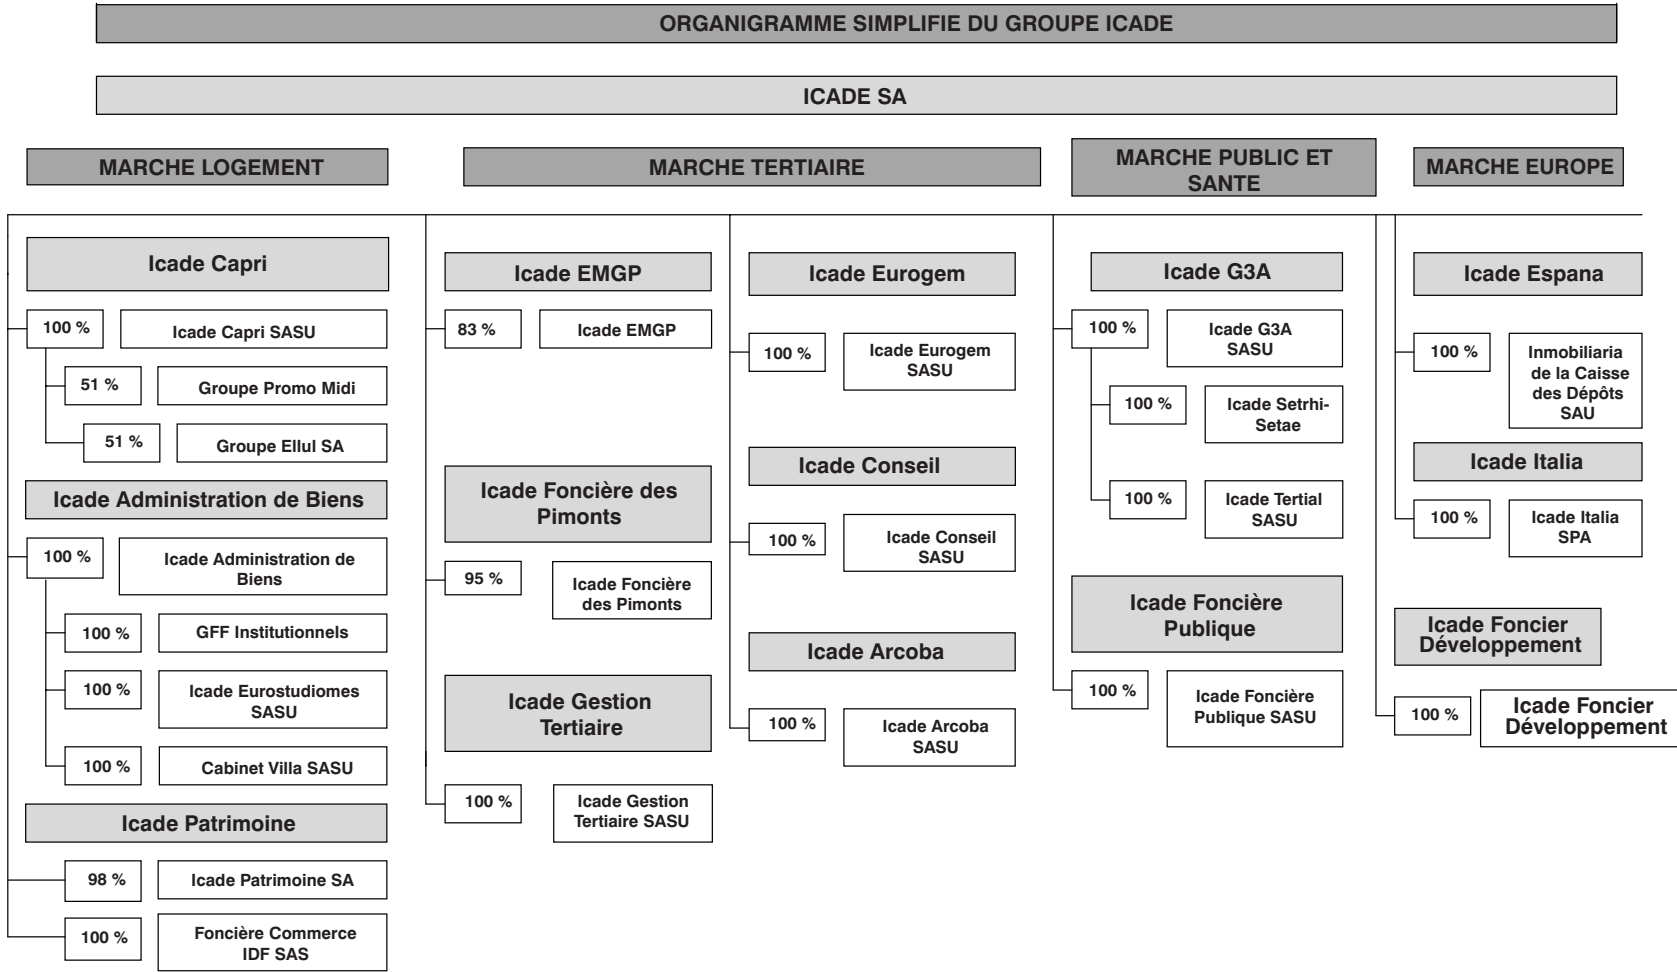 ORGANIGRAMME SIMPLIFIE DU GROUPE ICADE
ICADE SA
MARCHE LOGEMENT
Icade Capri
100 %
Icade Capri SASU
51 %
Groupe Promo Midi
51 %
Groupe Ellul SA
Icade Administration de Biens
100 %
Icade Administration de
Biens
100 %
GFF Institutionnels
100 %
Icade Eurostudiomes
SASU
100 %
Cabinet Villa SASU
Icade Patrimoine
98 %
Icade Patrimoine SA
100 %
Foncière Commerce
IDF SAS
MARCHE TERTIAIRE
Icade EMGP
83 %
Icade EMGP
Icade Foncière des
Pimonts
95 %
Icade Foncière
des Pimonts
Icade Gestion
Tertiaire
100 %
Icade Gestion
Tertiaire SASU
Icade Eurogem
100 %
Icade Eurogem
SASU
Icade Conseil
100 %
Icade Conseil
SASU
Icade Arcoba
100 %
Icade Arcoba
SASU
MARCHE PUBLIC ET
SANTE
Icade G3A
100 %
Icade G3A
SASU
100 %
Icade Setrhi-
Setae
100 %
Icade Tertial
SASU
Icade Foncière
Publique
100 %
Icade Foncière
Publique SASU
MARCHE EUROPE
Icade Espana
100 %
Inmobiliaria
de la Caisse
des Dépôts
SAU
Icade Italia
100 %
Icade Italia
SPA
Icade Foncier
Développement
100 %
Icade Foncier
Développement